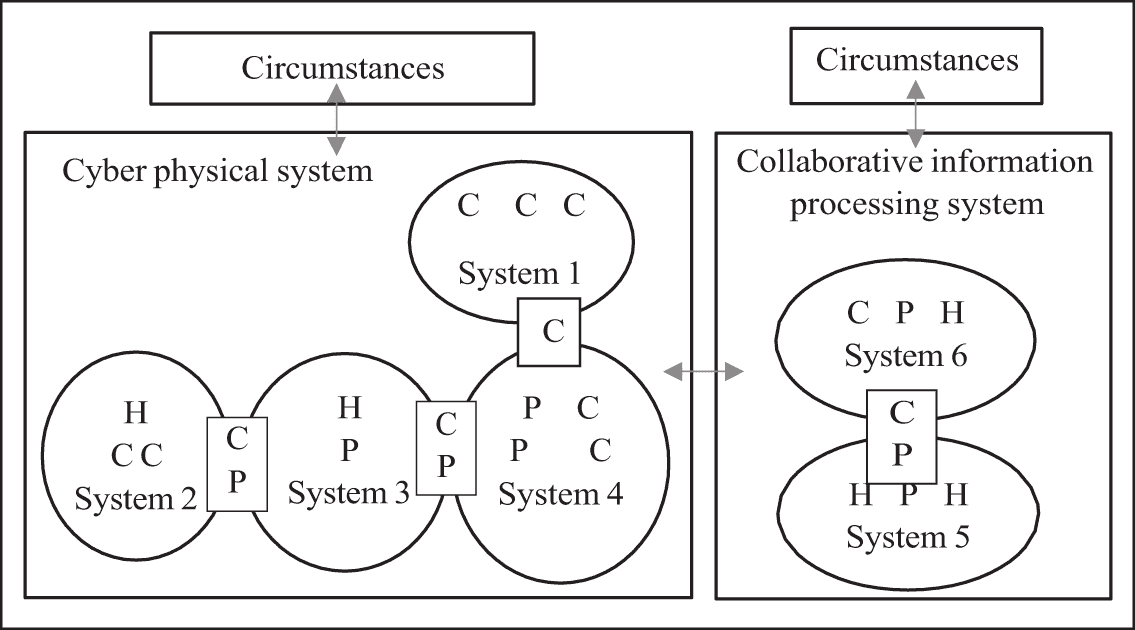 Circumstances
Circumstances
Cyber physical system
Collaborative information
processing system
C C C
System 1
C
H
C C
System 2
C
P
H
P
System 3
C
P
P C
P C
System 4
C P H
System 6
C
P
H P H
System 5